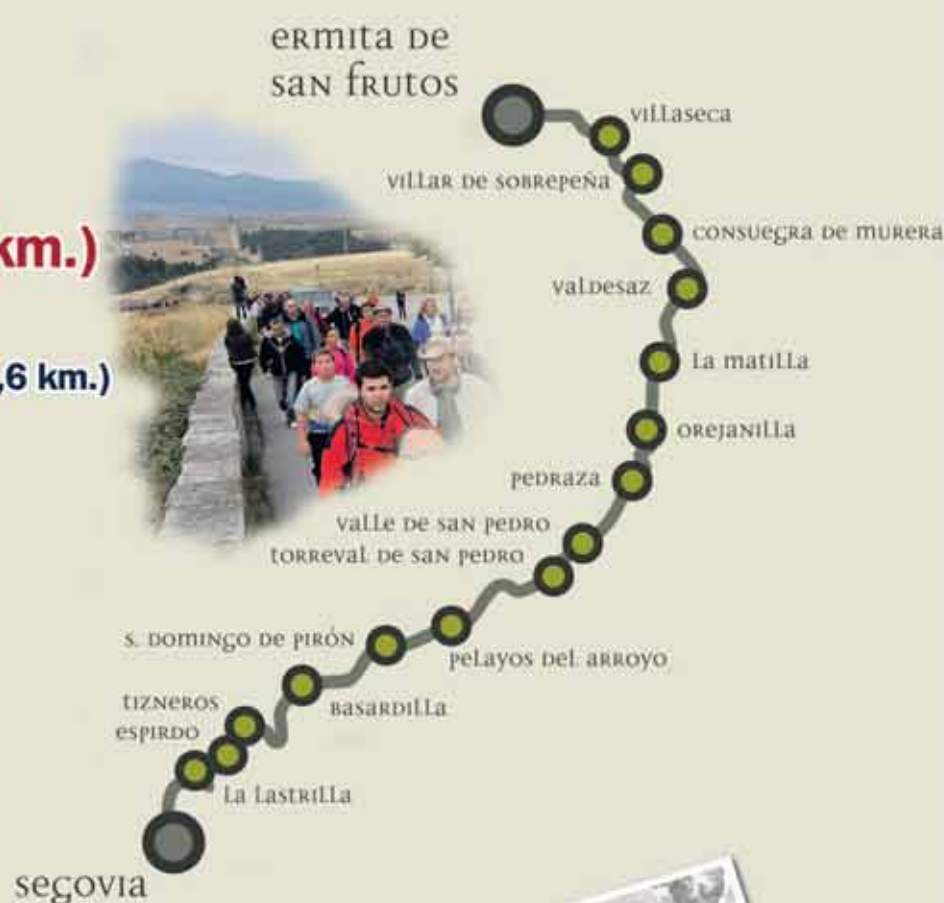 ermita de
san frutos
villaseca
villar de sobrepeña
km.)
consuegra de murera
valdesaz
la matilla
,6 km.)
orejanilla
pedraza
valle de san pedro
torreval de san pedro
s. domingo de pirón
pelayos del arroyo
tizneros
basardilla
espirdo
la lastrilla
segovia